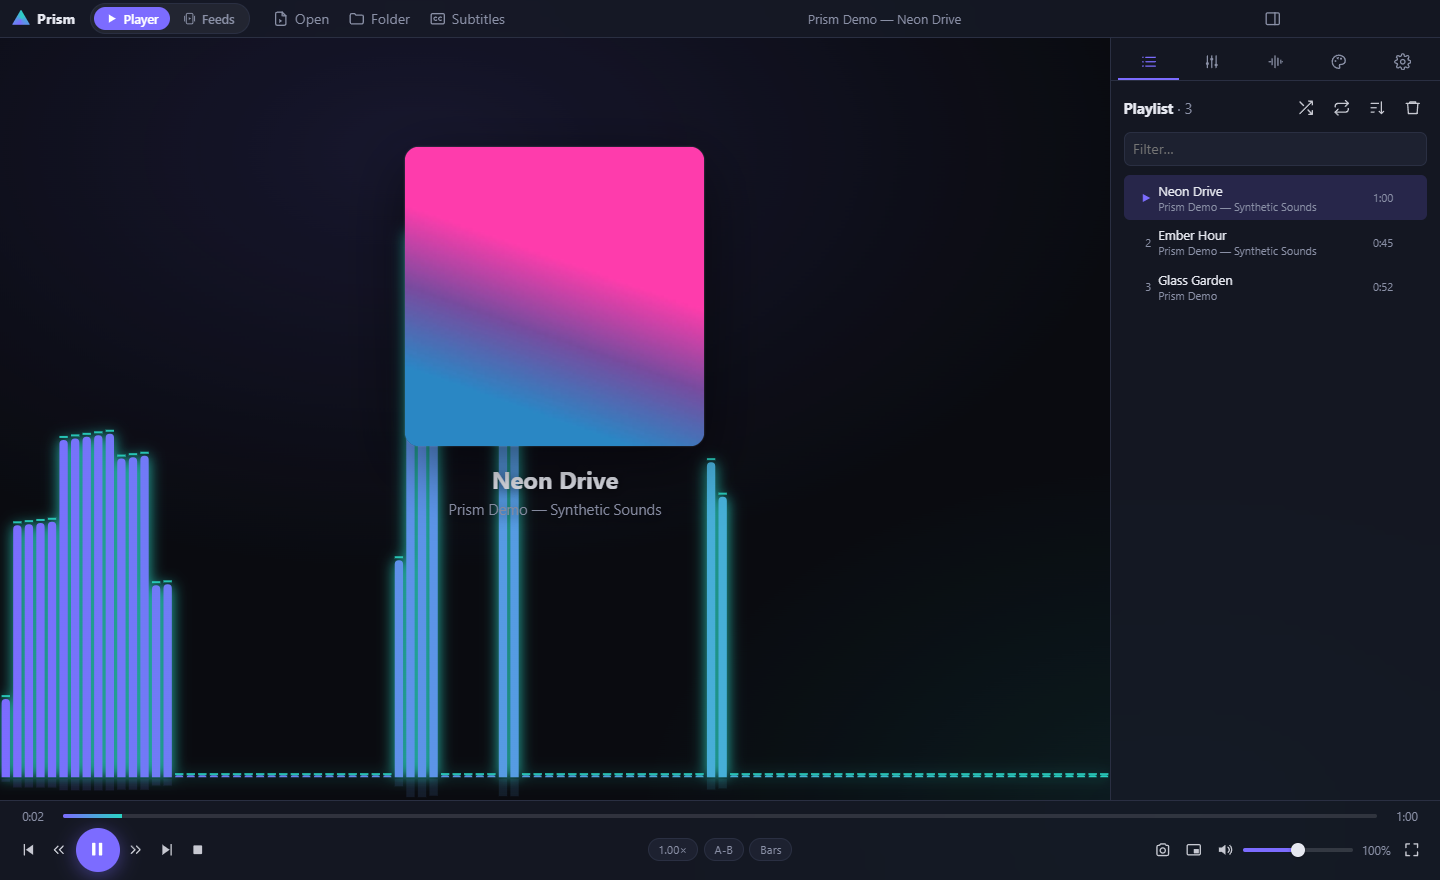 Prism
Player
Feeds
Open
Folder
Subtitles
Prism Demo — Neon Drive
Playlist · 3
Filter...
Neon Drive
Prism Demo — Synthetic Sounds
1:00
2
Ember Hour
Prism Demo — Synthetic Sounds
0:45
3
Glass Garden
Prism Demo
0:52
Neon Drive
Prism Demo — Synthetic Sounds
0:02
1:00
1.00×
A-B
Bars
100%